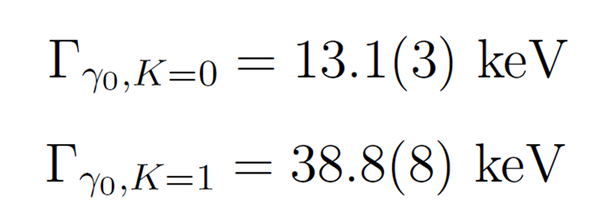 Γγ₀,K=0 = 13.1(3) keV
Γγ₀,K=1 = 38.8(8) keV